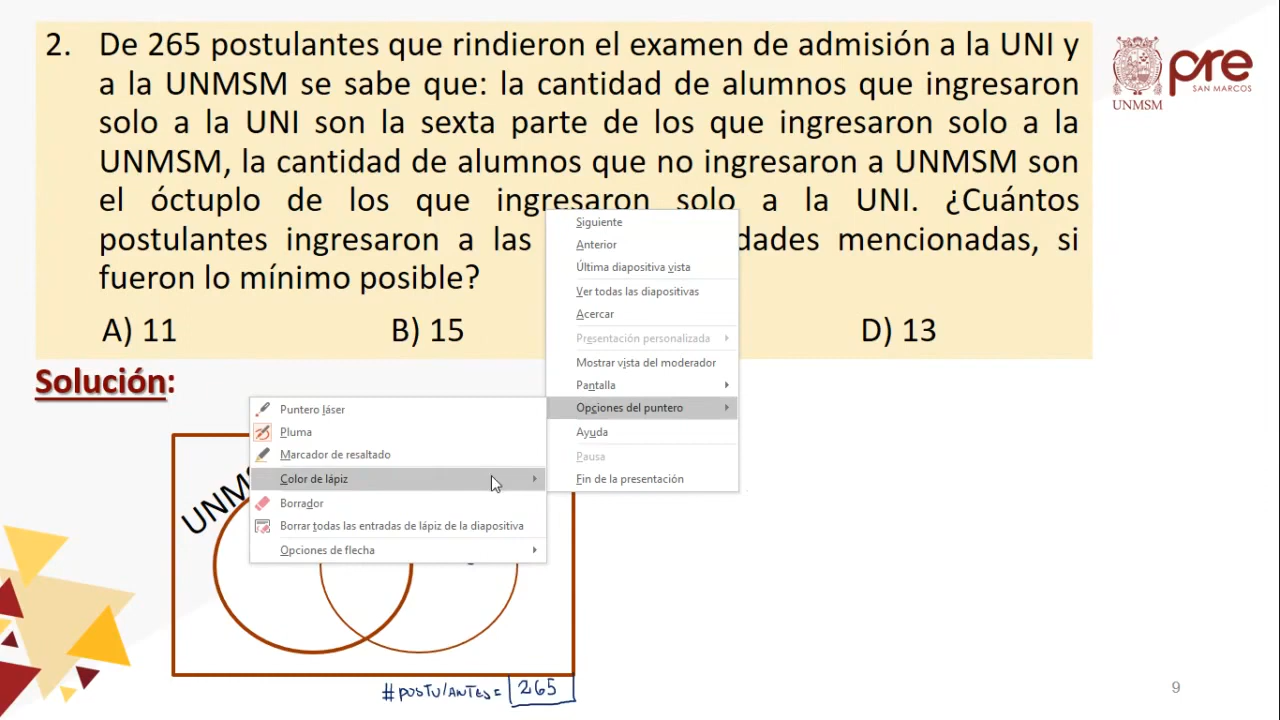 2. De 265 postulantes que rindieron el examen de admisión a la UNI y
a la UNMSM se sabe que: la cantidad de alumnos que ingresaron
solo a la UNI son la sexta parte de los que ingresaron solo a la
UNMSM, la cantidad de alumnos que no ingresaron a UNMSM son
el óctuplo de los que ingresaron solo a la UNI. ¿Cuántos
postulantes ingresaron a las dades mencionadas, si
fueron lo mínimo posible?
A) 11 B) 15 D) 13
pre
SAN MARCOS
UNMSM
Solución:
Siguiente
Anterior
Última diapositiva vista
Ver todas las diapositivas
Acercar
Presentación personalizada
Mostrar vista del moderador
Pantalla
Opciones del puntero
Ayuda
Pausa
Fin de la presentación
Puntero láser
Pluma
Marcador de resaltado
Color de lápiz
Borrador
Borrar todas las entradas de lápiz de la diapositiva
Opciones de flecha
UNMS
#POSTULANTES= 265
9